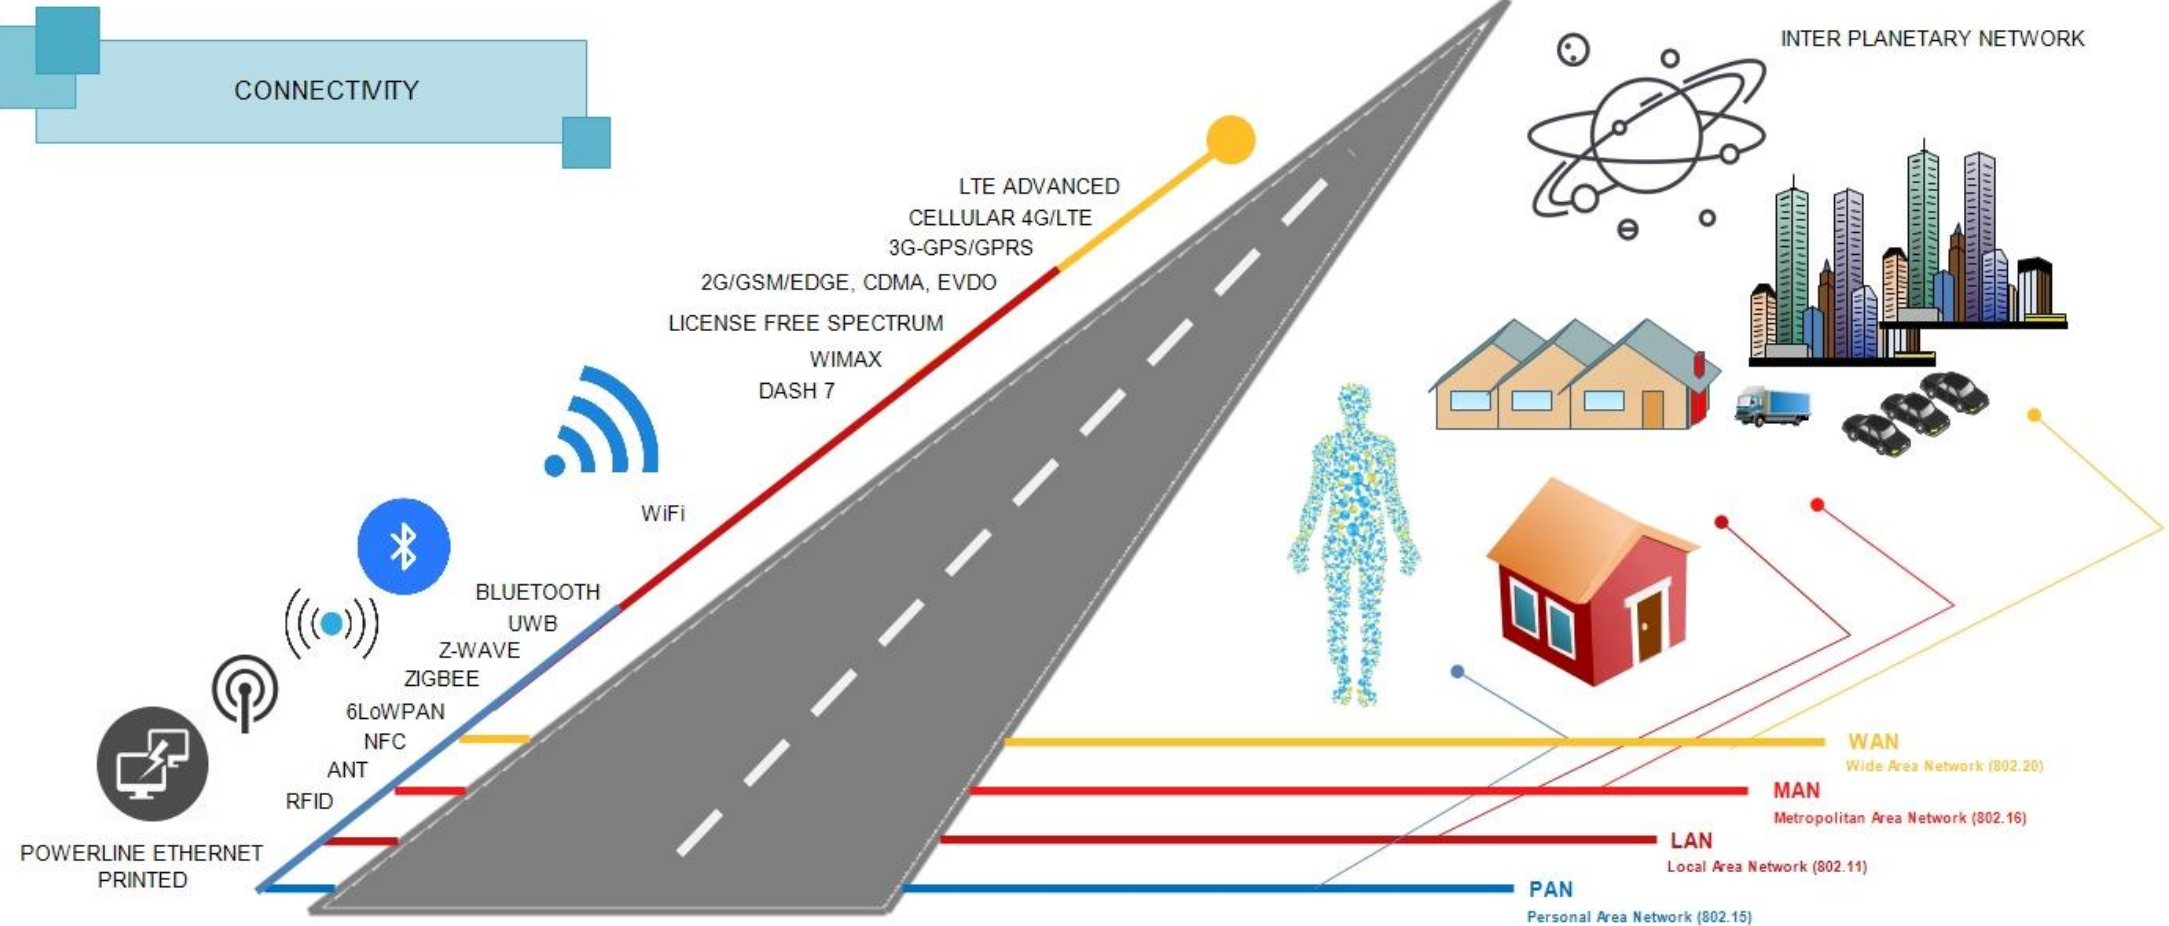 CONNECTIVITY
INTER PLANETARY NETWORK
LTE ADVANCED
CELLULAR 4G/LTE
3G-GPS/GPRS
2G/GSM/EDGE, CDMA, EVDO
LICENSE FREE SPECTRUM
WIMAX
DASH 7
WiFi
BLUETOOTH
UWB
Z-WAVE
ZIGBEE
6LoWPAN
NFC
ANT
RFID
POWERLINE ETHERNET
PRINTED
WAN
Wide Area Network (802.20)
MAN
Metropolitan Area Network (802.16)
LAN
Local Area Network (802.11)
PAN
Personal Area Network (802.15)